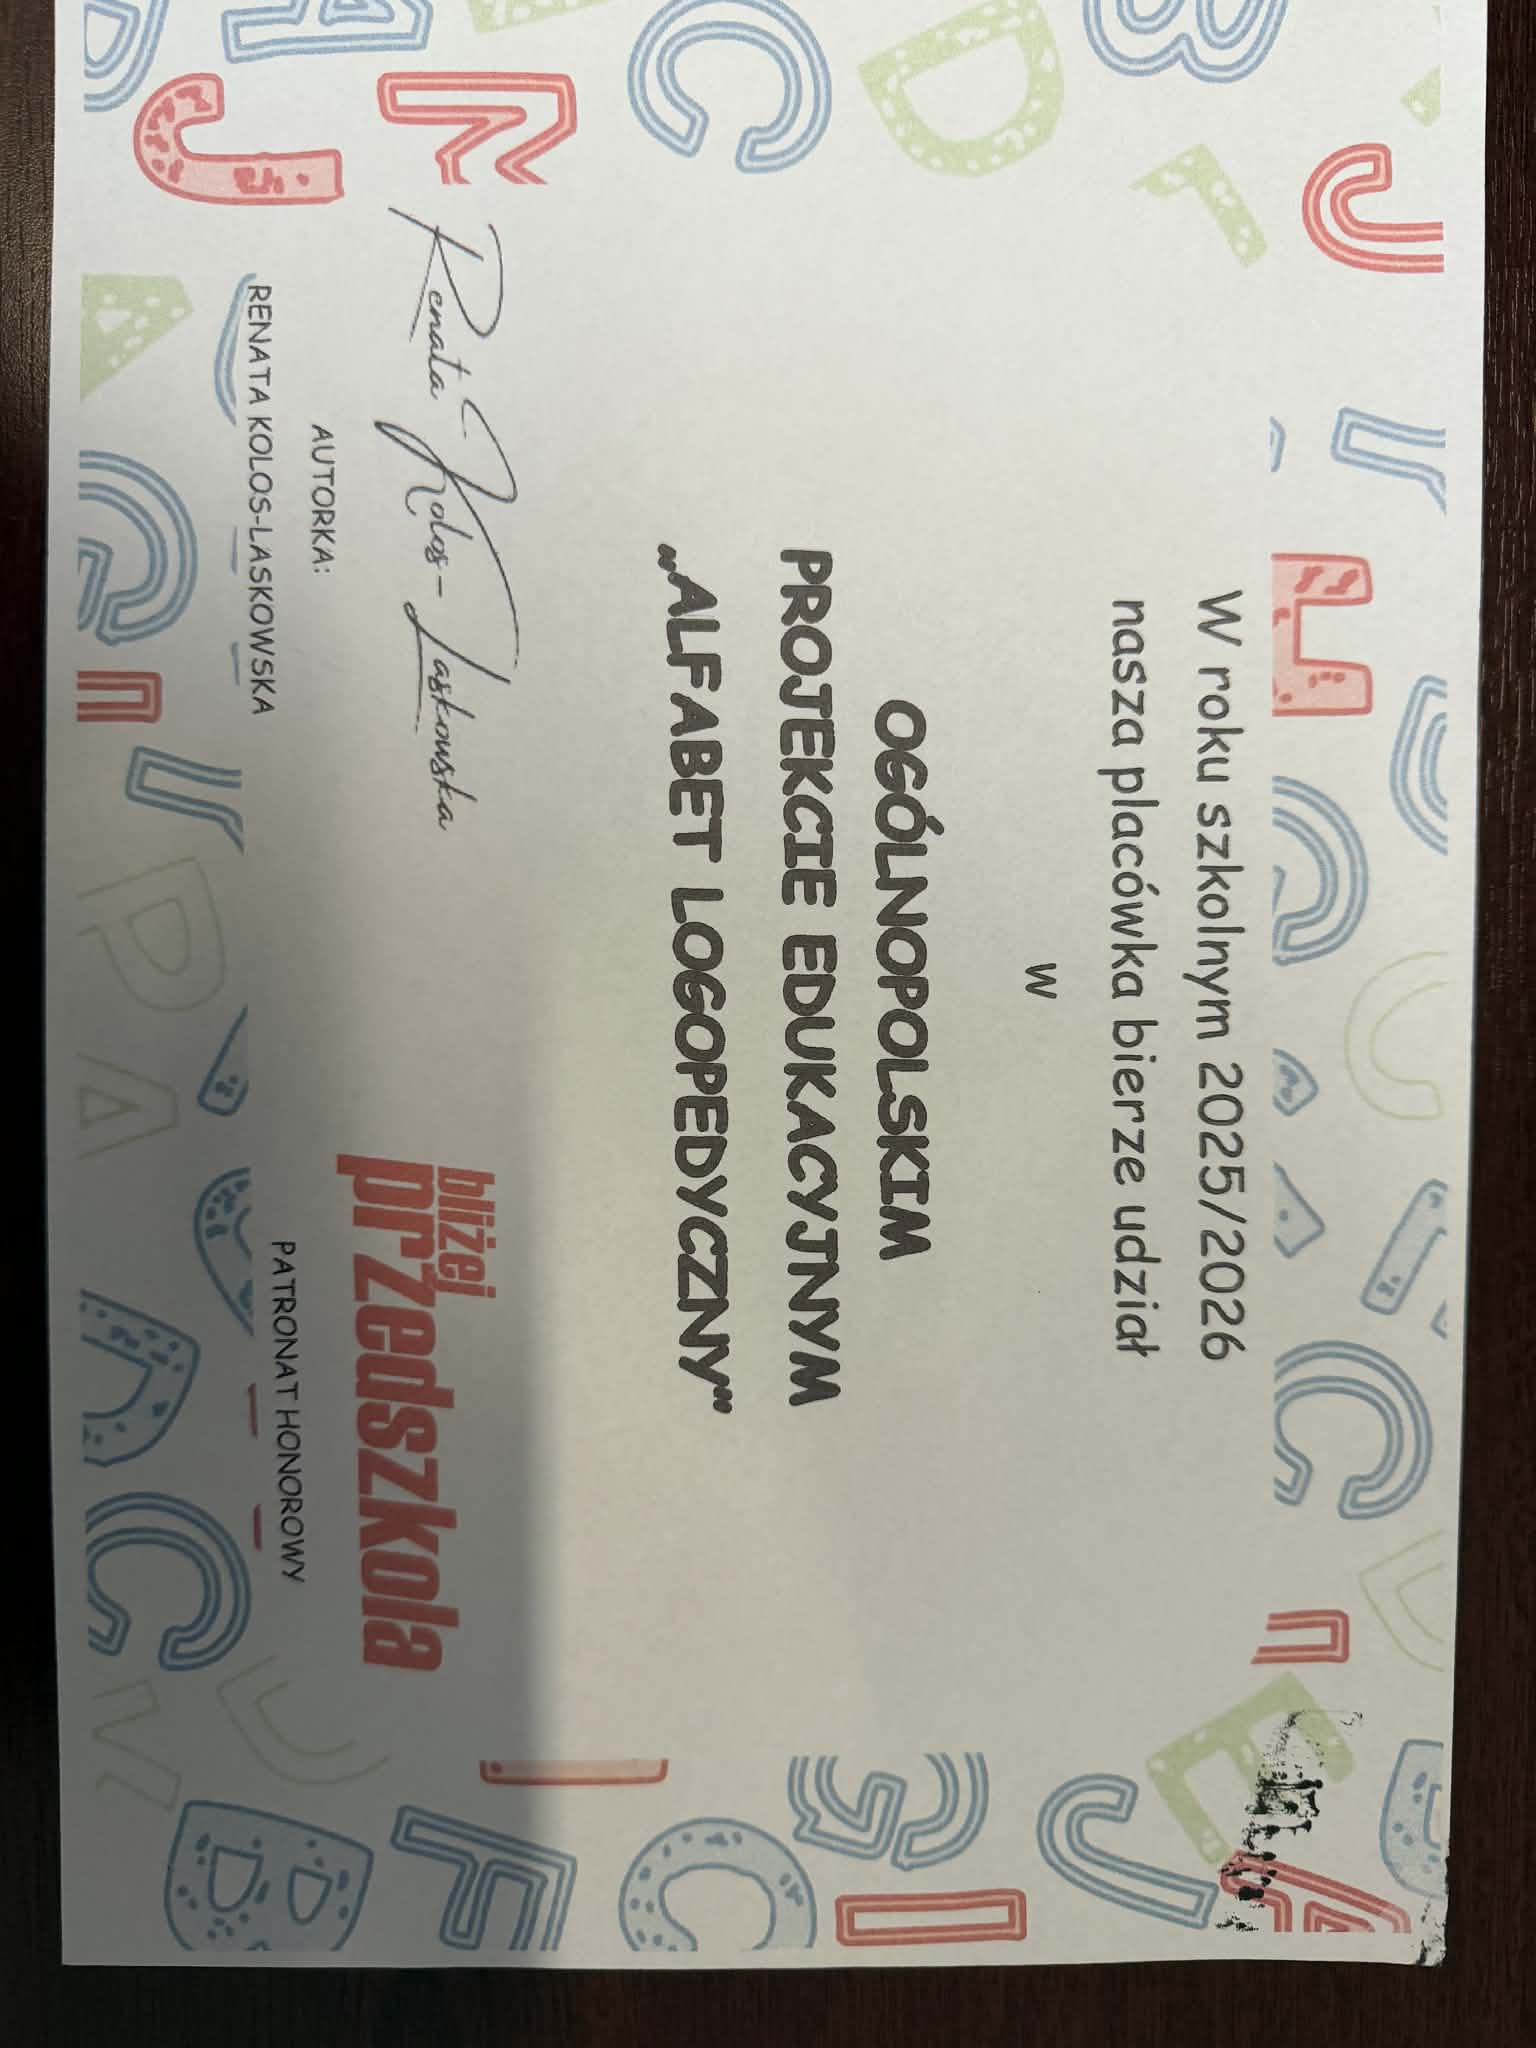 W roku szkolnym 2025/2026
nasza placówka bierze udział
w
OGÓLNOPOLSKIM
PROJEKCIE EDUKACYJNYM
„ALFABET LOGOPEDYCZNY”
Renata Kolos-Laskowska
AUTORKA:
RENATA KOLOS-LASKOWSKA
bliżej
przedszkola
PATRONAT HONOROWY